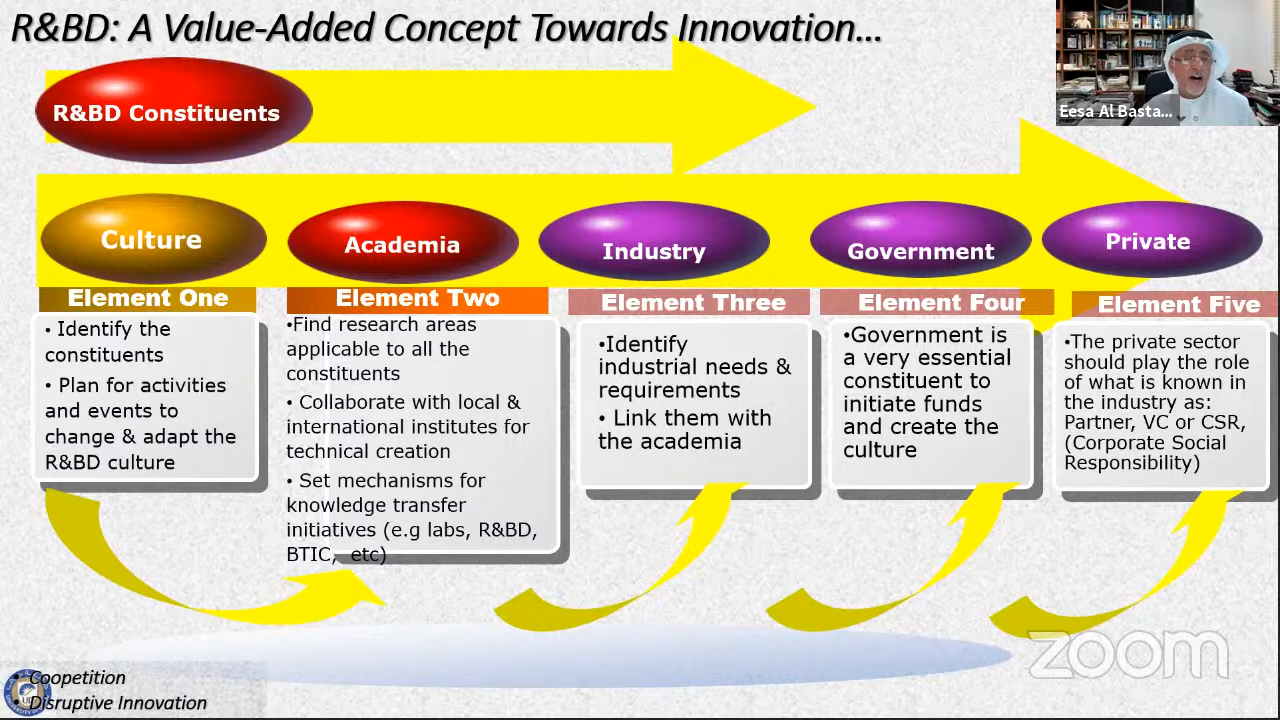 R&BD: A Value-Added Concept Towards Innovation...
Eesa Al Basta...
R&BD Constituents
Culture
Academia
Industry
Government
Private
Element One
• Identify the
constituents
• Plan for activities
and events to
change & adapt the
R&BD culture
Element Two
•Find research areas
applicable to all the
constituents
• Collaborate with local &
international institutes for
technical creation
• Set mechanisms for
knowledge transfer
initiatives (e.g labs, R&BD,
BTIC, etc)
Element Three
•Identify
industrial needs &
requirements
• Link them with
the academia
Element Four
•Government is
a very essential
constituent to
initiate funds
and create the
culture
Element Five
•The private sector
should play the role
of what is known in
the industry as:
Partner, VC or CSR,
(Corporate Social
Responsibility)
• Coopetition
• Disruptive Innovation
zoom